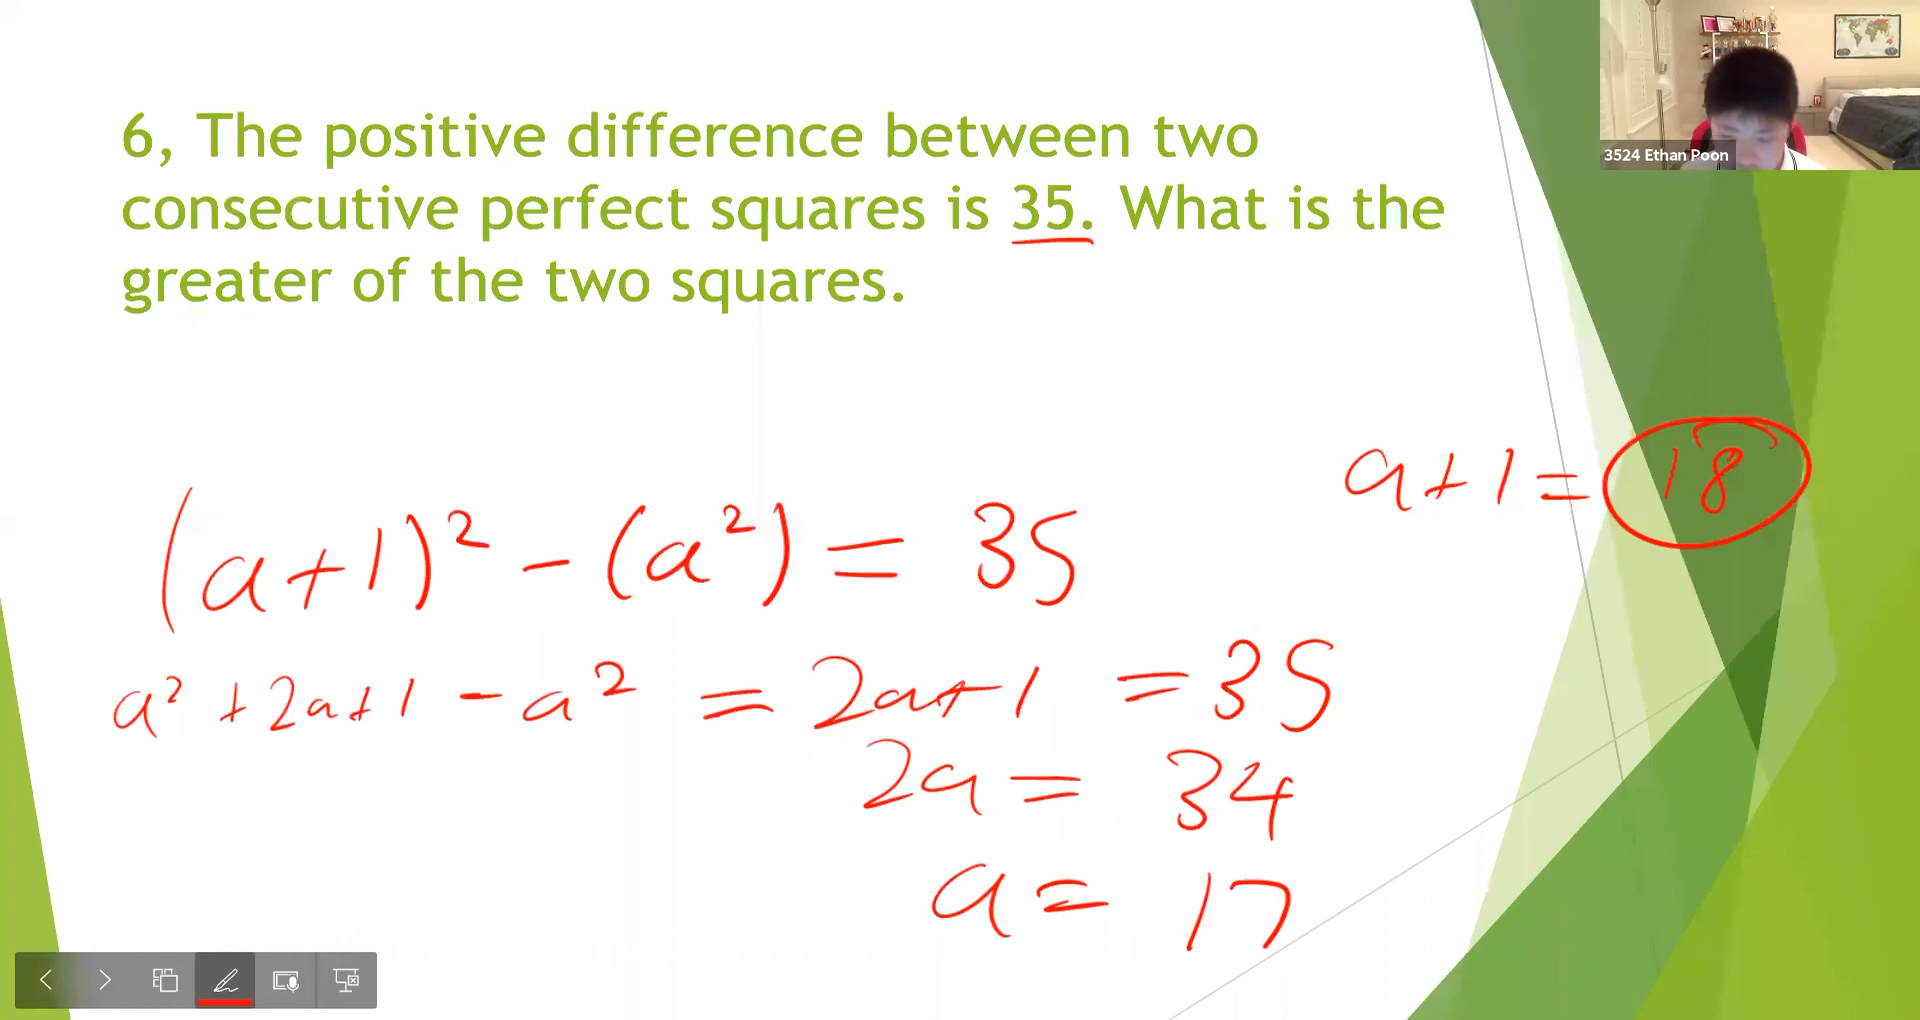 6, The positive difference between two
consecutive perfect squares is 35. What is the
greater of the two squares.
3524 Ethan Poon
a+1=18
(a+1)² - (a²) = 35
a² +2a+1 - a² = 2a+1 = 35
2a = 34
a = 17